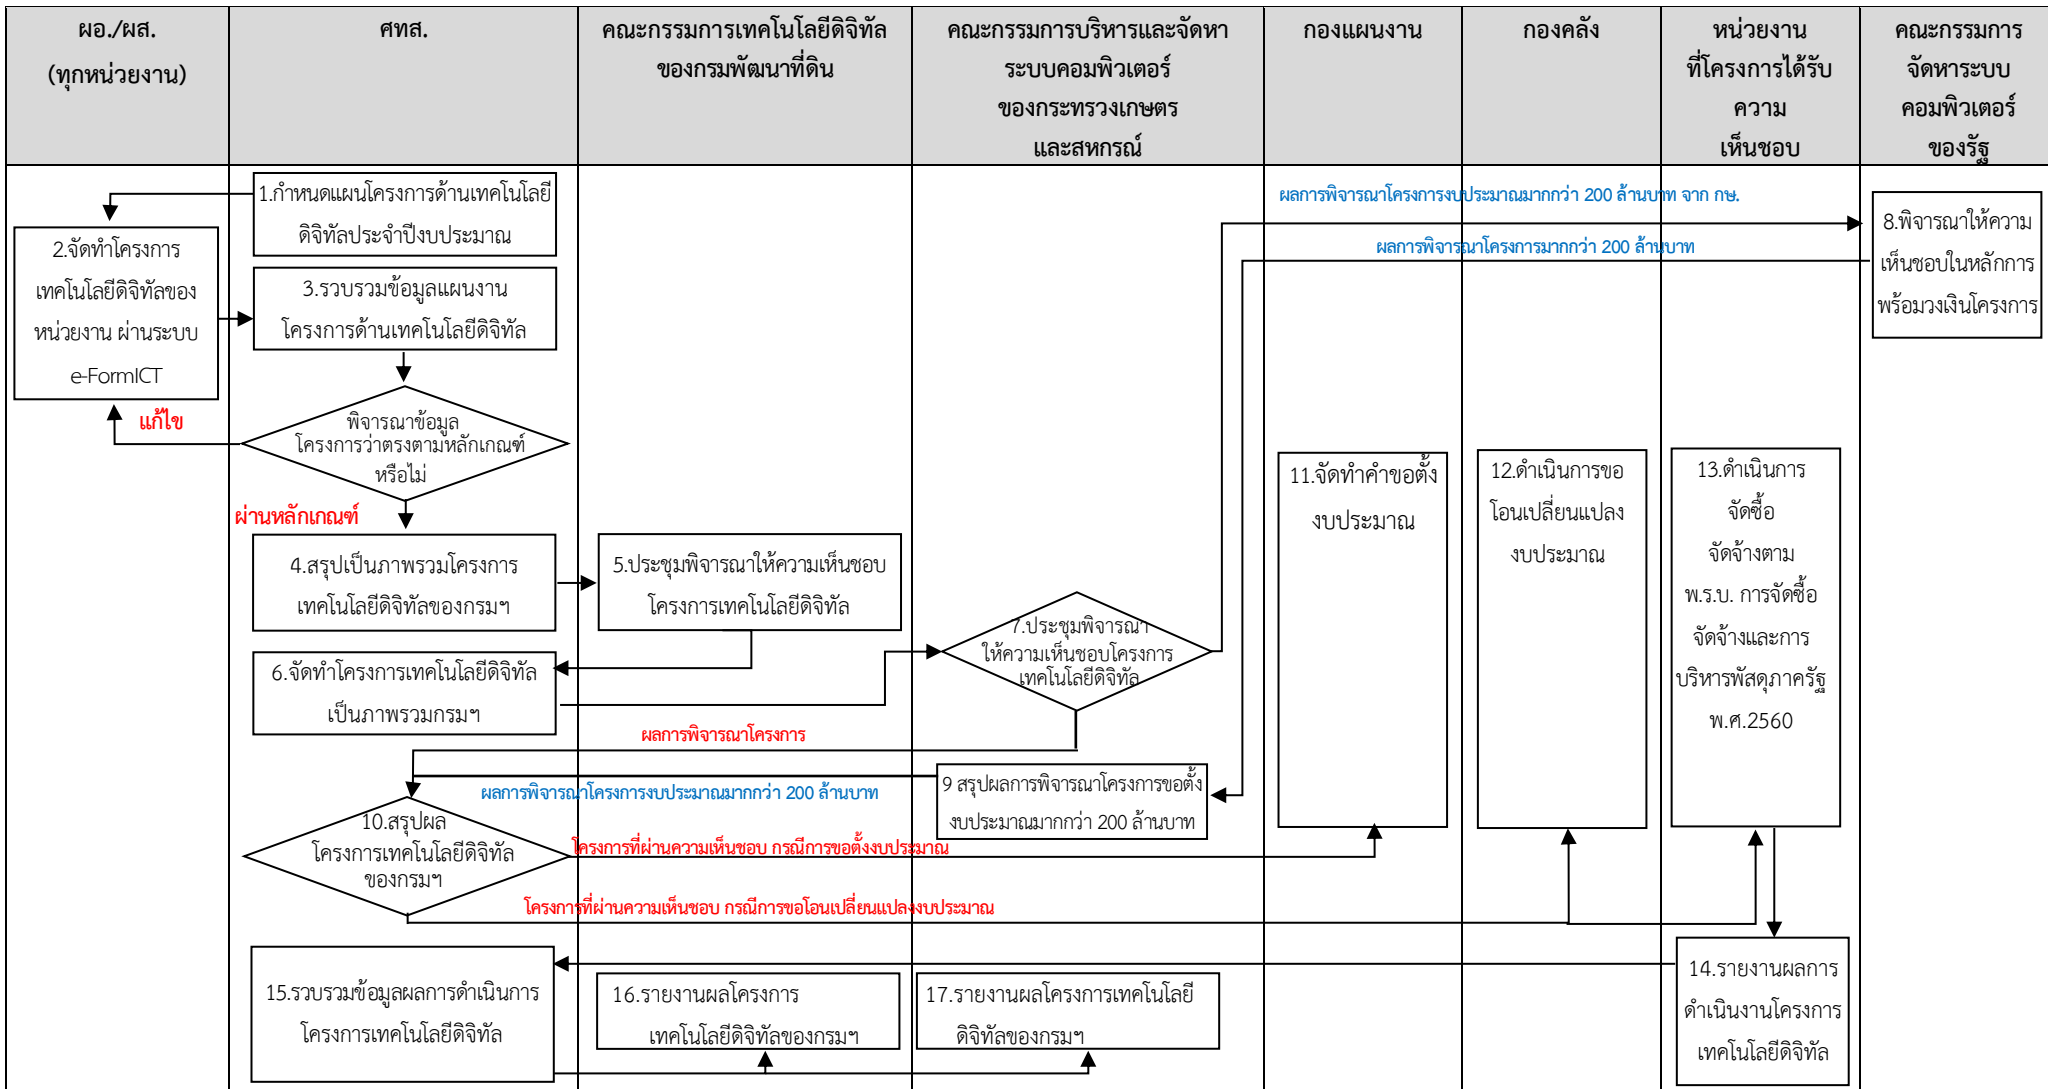 ผอ./ผส.
(ทุกหน่วยงาน)
ศทส.
คณะกรรมการเทคโนโลยีดิจิทัล
ของกรมพัฒนาที่ดิน
คณะกรรมการบริหารและจัดหา
ระบบคอมพิวเตอร์
ของกระทรวงเกษตร
และสหกรณ์
กองแผนงาน
กองคลัง
หน่วยงาน
ที่โครงการได้รับ
ความ
เห็นชอบ
คณะกรรมการ
จัดหาระบบ
คอมพิวเตอร์
ของรัฐ
1.กำหนดแผนโครงการด้านเทคโนโลยี
ดิจิทัลประจำปีงบประมาณ
2.จัดทำโครงการ
เทคโนโลยีดิจิทัลของ
หน่วยงาน ผ่านระบบ
e-FormICT
3.รวบรวมข้อมูลแผนงาน
โครงการด้านเทคโนโลยีดิจิทัล
แก้ไข
พิจารณาข้อมูล
โครงการว่าตรงตามหลักเกณฑ์
หรือไม่
ผ่านหลักเกณฑ์
4.สรุปเป็นภาพรวมโครงการ
เทคโนโลยีดิจิทัลของกรมฯ
5.ประชุมพิจารณาให้ความเห็นชอบ
โครงการเทคโนโลยีดิจิทัล
6.จัดทำโครงการเทคโนโลยีดิจิทัล
เป็นภาพรวมกรมฯ
7.ประชุมพิจารณา
ให้ความเห็นชอบโครงการ
เทคโนโลยีดิจิทัล
ผลการพิจารณาโครงการงบประมาณมากกว่า 200 ล้านบาท จาก กษ.
ผลการพิจารณาโครงการมากกว่า 200 ล้านบาท
8.พิจารณาให้ความ
เห็นชอบในหลักการ
พร้อมวงเงินโครงการ
ผลการพิจารณาโครงการ
ผลการพิจารณาโครงการงบประมาณมากกว่า 200 ล้านบาท
9 สรุปผลการพิจารณาโครงการขอตั้ง
งบประมาณมากกว่า 200 ล้านบาท
10.สรุปผล
โครงการเทคโนโลยีดิจิทัล
ของกรมฯ
โครงการที่ผ่านความเห็นชอบ กรณีการขอตั้งงบประมาณ
โครงการที่ผ่านความเห็นชอบ กรณีการขอโอนเปลี่ยนแปลงงบประมาณ
11.จัดทำคำขอตั้ง
งบประมาณ
12.ดำเนินการขอ
โอนเปลี่ยนแปลง
งบประมาณ
13.ดำเนินการ
จัดซื้อ
จัดจ้างตาม
พ.ร.บ. การจัดซื้อ
จัดจ้างและการ
บริหารพัสดุภาครัฐ
พ.ศ.2560
14.รายงานผลการ
ดำเนินงานโครงการ
เทคโนโลยีดิจิทัล
15.รวบรวมข้อมูลผลการดำเนินการ
โครงการเทคโนโลยีดิจิทัล
16.รายงานผลโครงการ
เทคโนโลยีดิจิทัลของกรมฯ
17.รายงานผลโครงการเทคโนโลยี
ดิจิทัลของกรมฯ